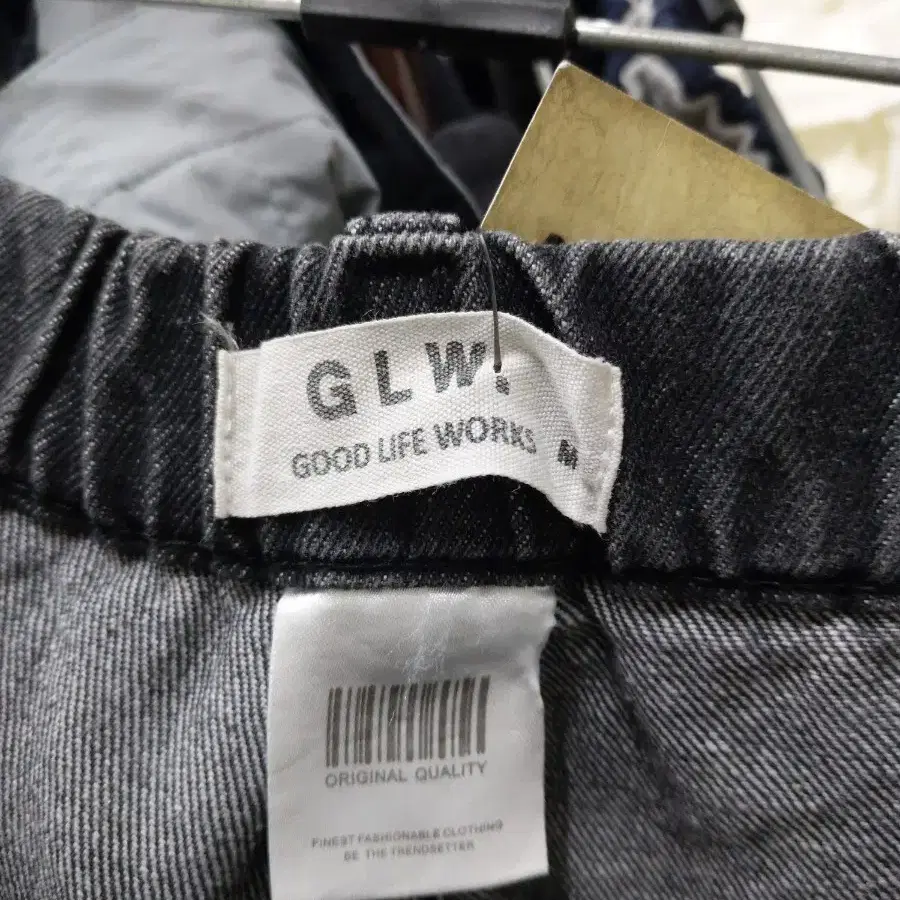 GLW.
GOOD LIFE WORKS M
ORIGINAL QUALITY
FINEST FASHIONABLE CLOTHING
BE THE TRENDSETTER